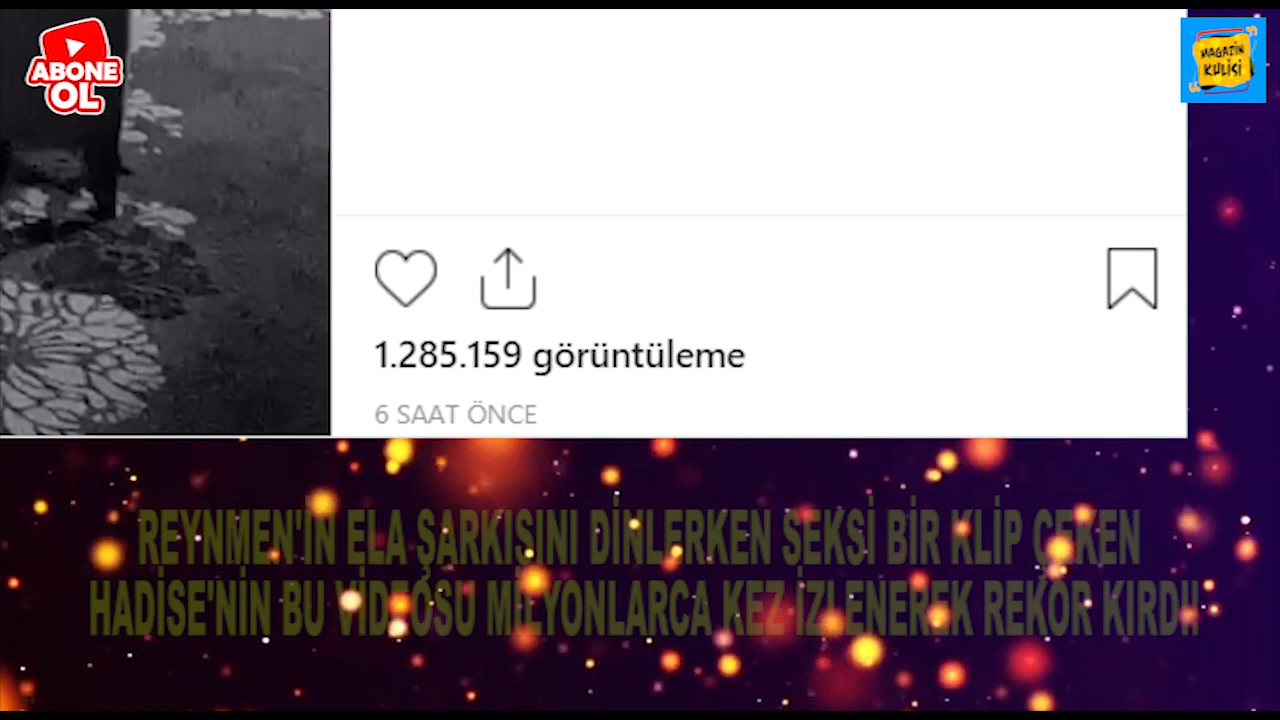 ABONE
OL
MAGAZİN
KULİSİ
1.285.159 görüntüleme
6 SAAT ÖNCE
REYNMEN'İN ELA ŞARKISINI DİNLERKEN SEKSİ BİR KLİP ÇEKEN
HADİSE'NİN BU VİDEOSU MİLYONLARCA KEZ İZLENEREK REKOR KIRDI!